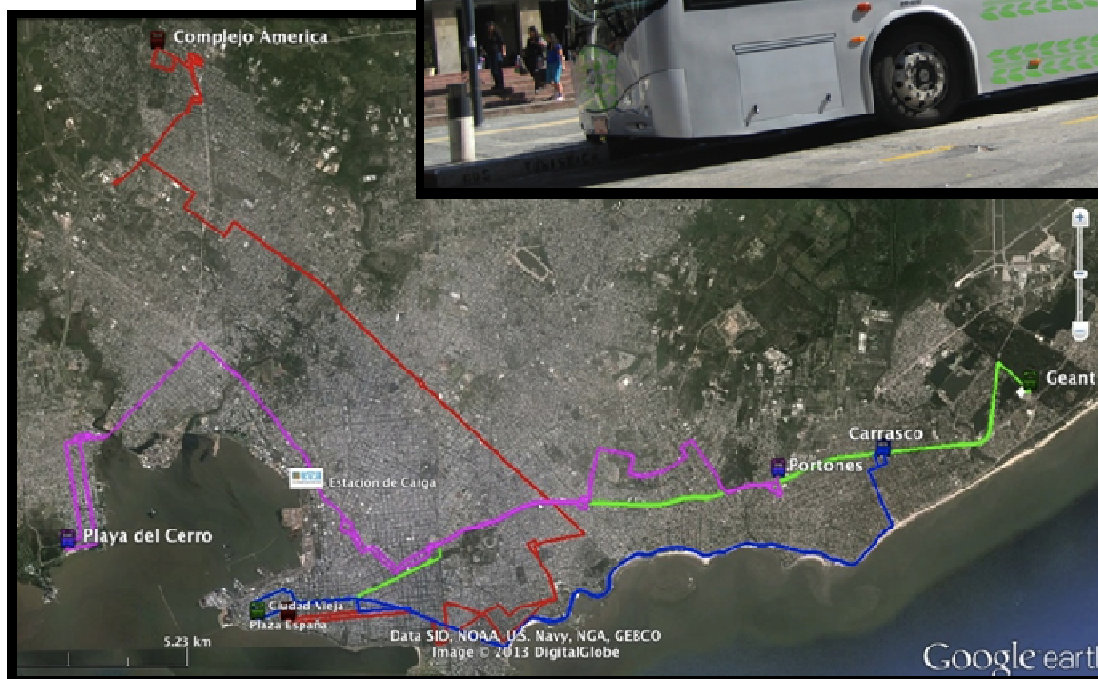 Complejo America
Geant
Carrasco
Portones
Estacion de Carga
Playa del Cerro
Ciudad Vieja
Plaza España
5.23 km
Data SIO, NOAA, U.S. Navy, NGA, GEBCO
Image © 2013 DigitalGlobe
Google earth